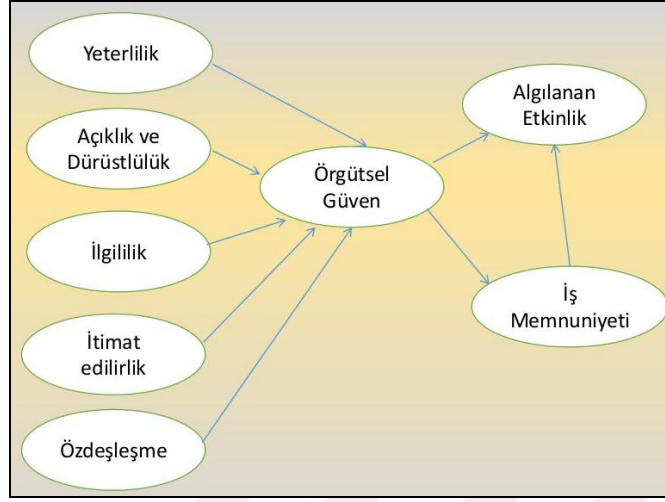 Yeterlilik
Açıklık ve
Dürüstlülük
İlgililik
İtimat
edilirlik
Özdeşleşme
Örgütsel
Güven
Algılanan
Etkinlik
İş
Memnuniyeti